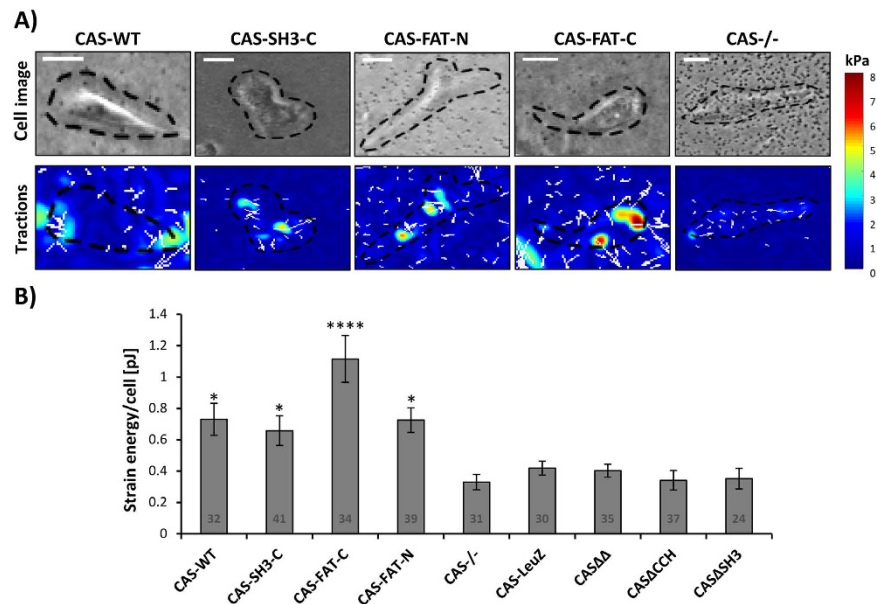 A)
CAS-WT CAS-SH3-C CAS-FAT-N CAS-FAT-C CAS-/-
Cell image
Tractions
kPa
8
7
6
5
4
3
2
1
0
B)
Strain energy/cell [pJ]
1.4
1.2
1
0.8
0.6
0.4
0.2
0
* * **** *
32 41 34 39 31 30 35 37 24
CAS-WT CAS-SH3-C CAS-FAT-C CAS-FAT-N CAS-/- CAS-LeuZ CASΔΔ CASΔCCH CASΔSH3